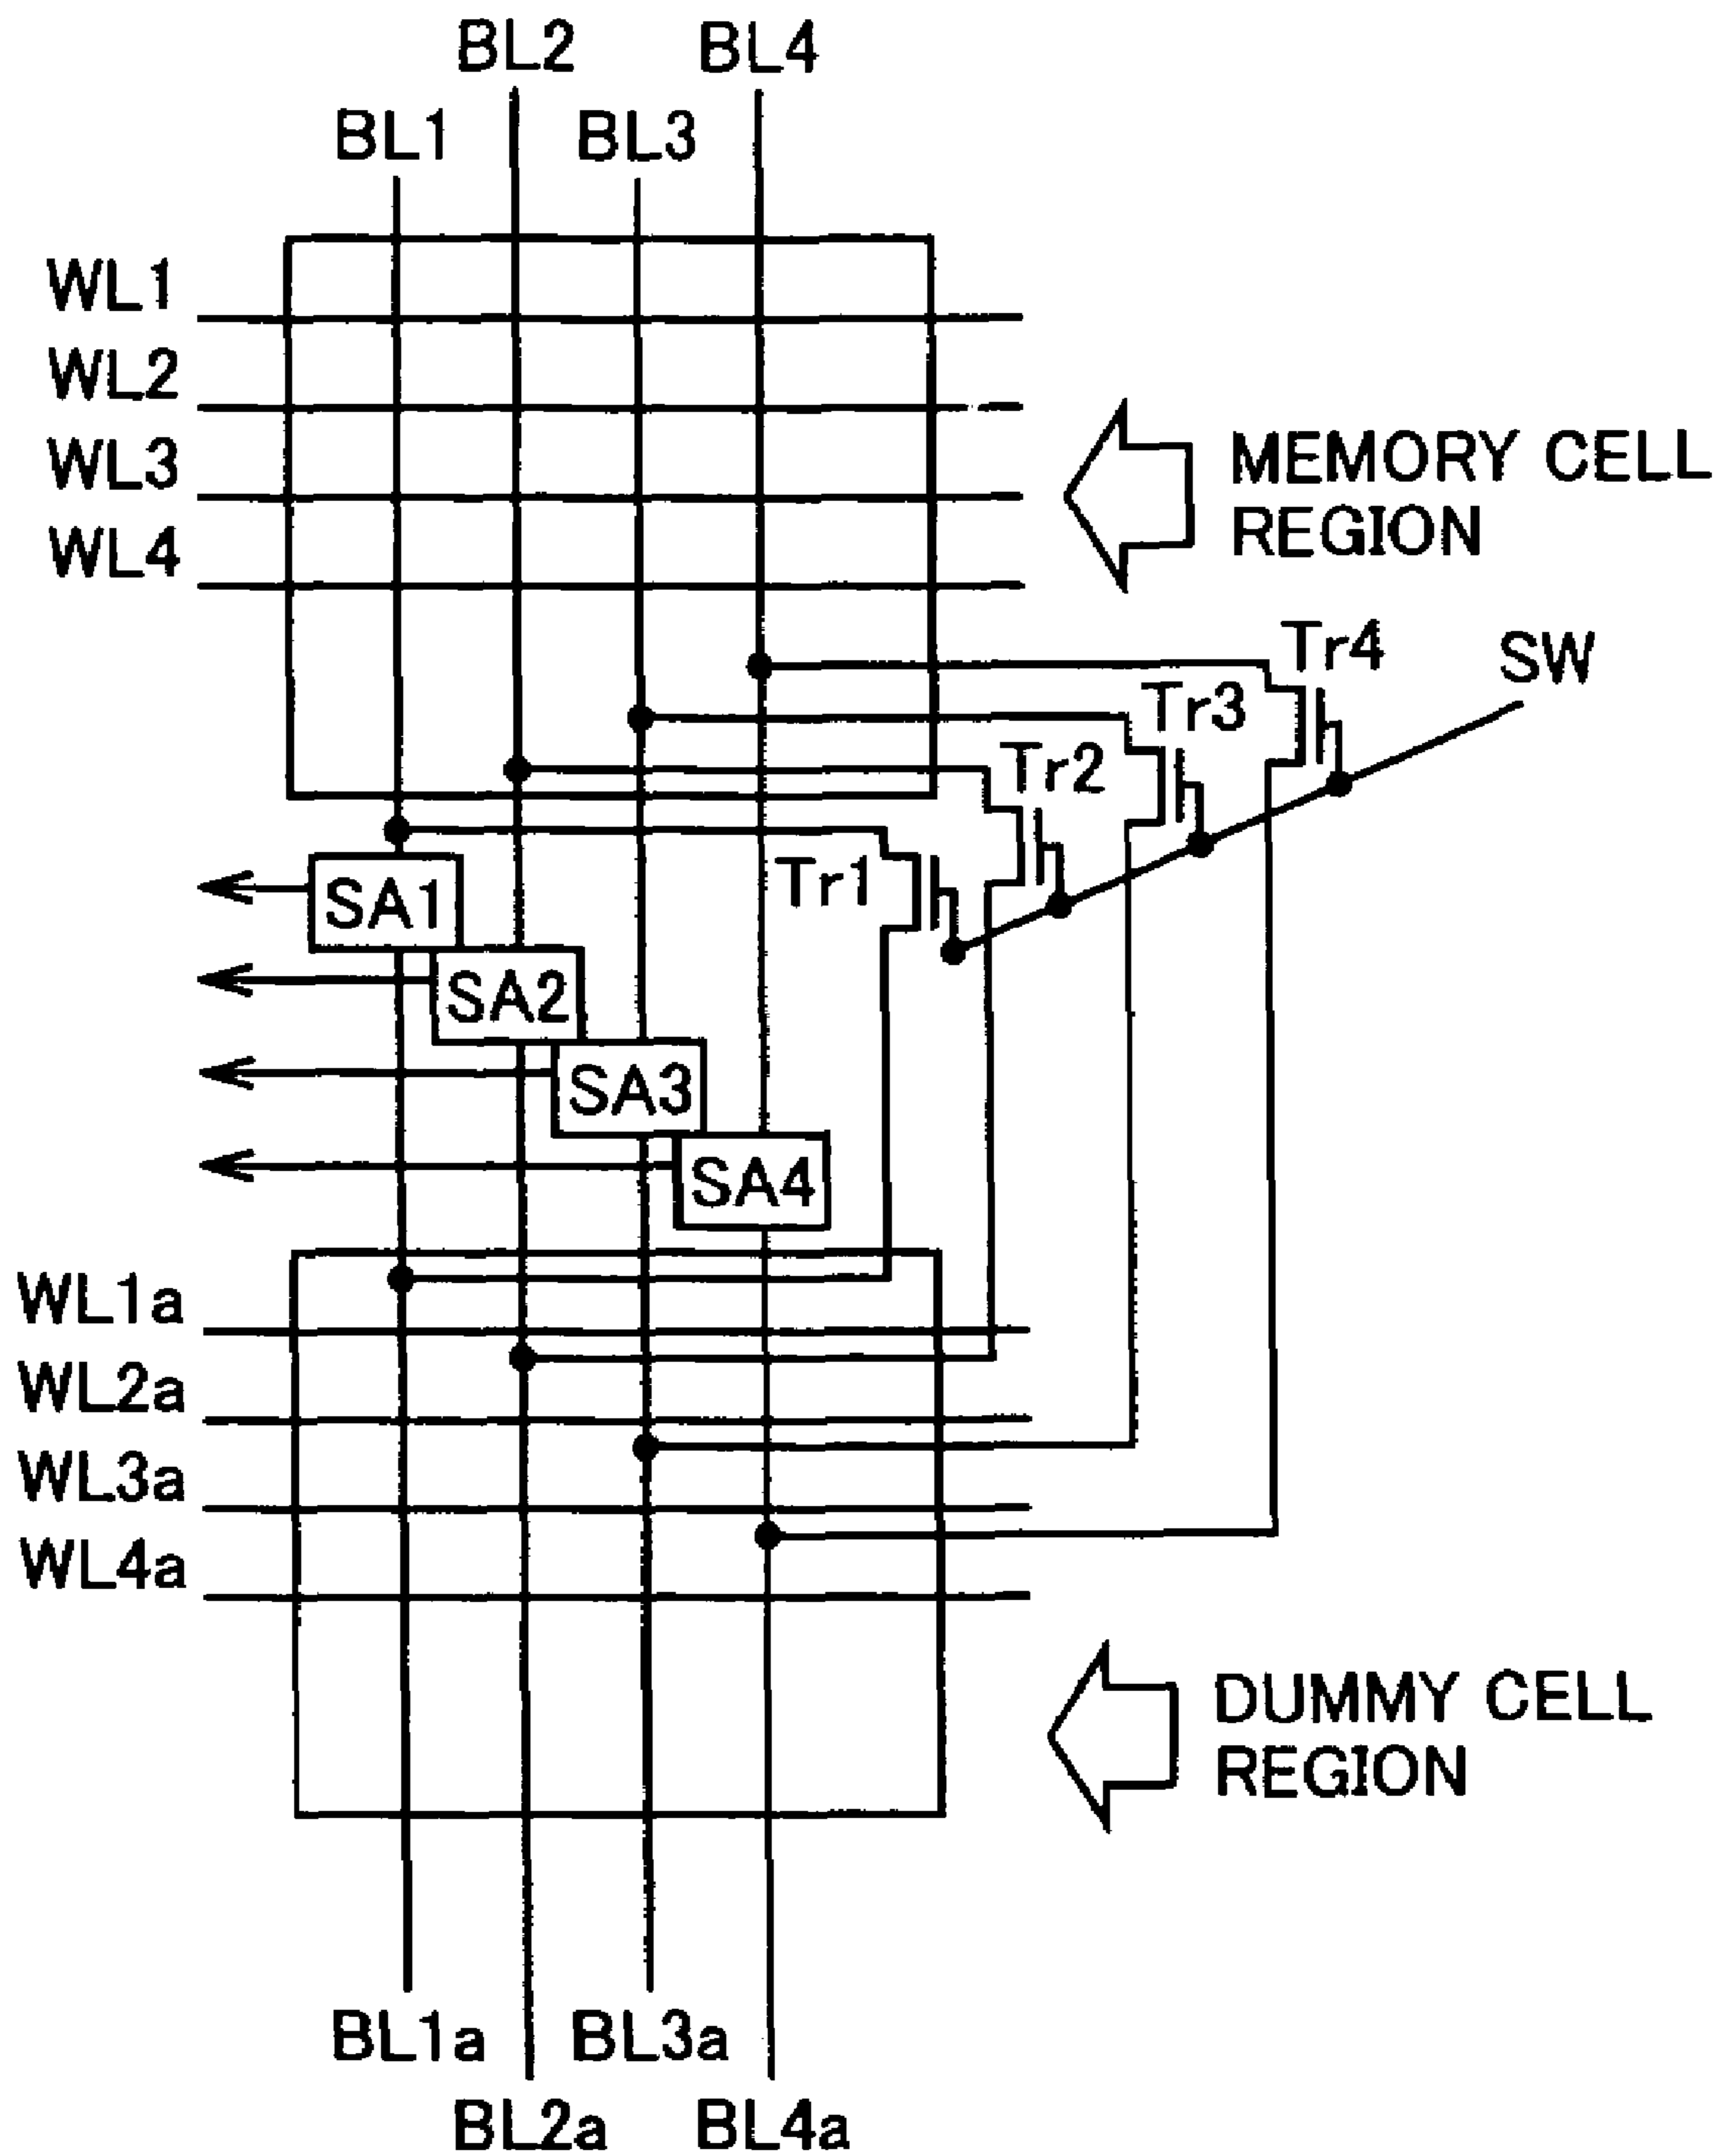 BL2
BL4
BL1
BL3
WL1
WL2
WL3
WL4
MEMORY CELL
REGION
Tr4
SW
Tr3
Tr2
Tr1
SA1
SA2
SA3
SA4
WL1a
WL2a
WL3a
WL4a
DUMMY CELL
REGION
BL1a
BL3a
BL2a
BL4a